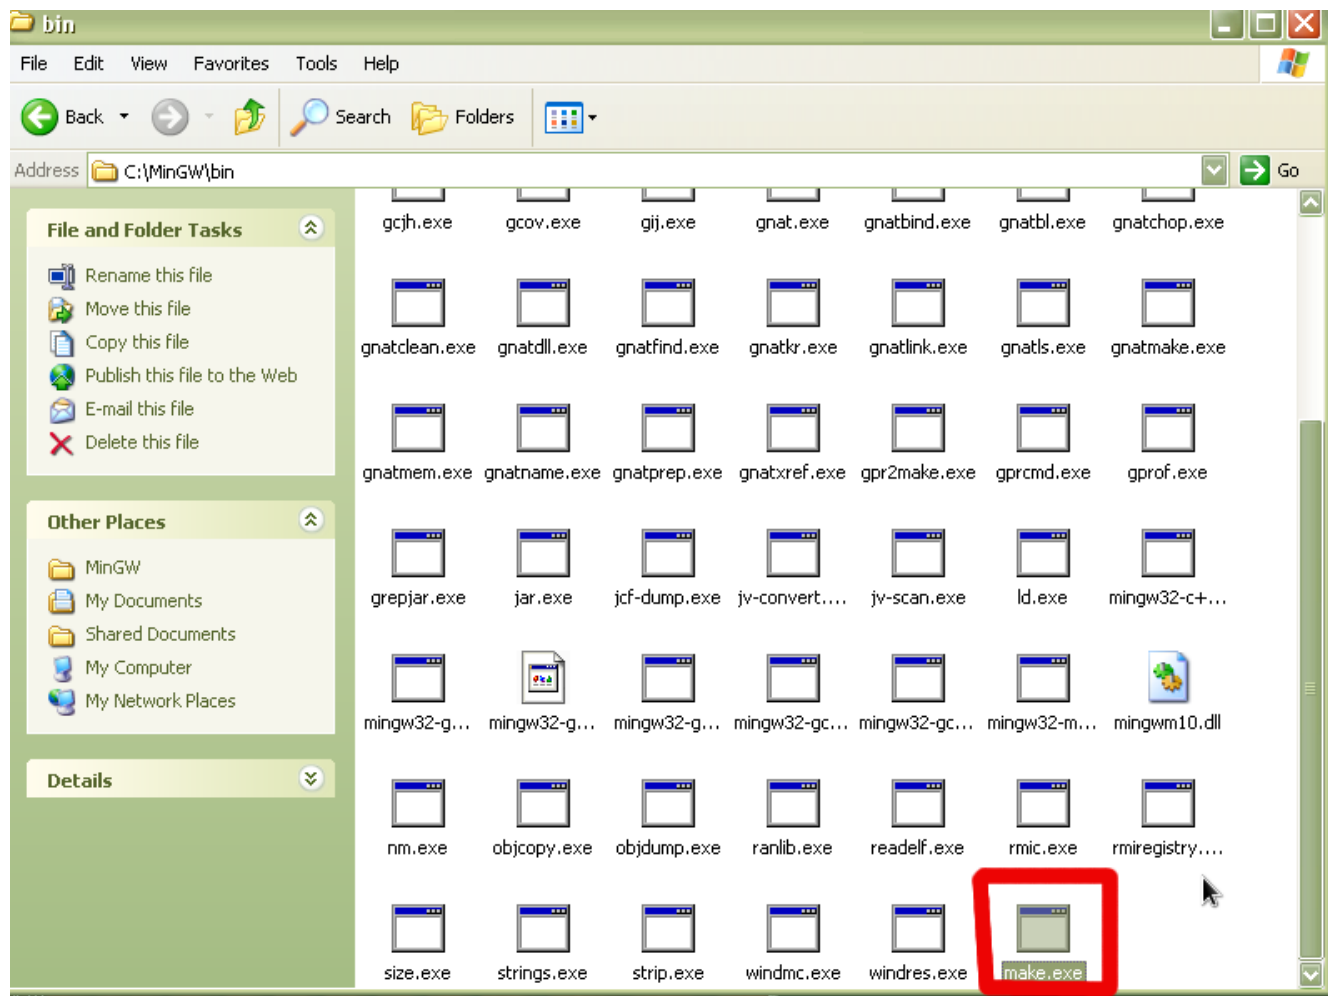 bin
File Edit View Favorites Tools Help
Back Search Folders
Address C:\MinGW\bin Go
File and Folder Tasks
Rename this file
Move this file
Copy this file
Publish this file to the Web
E-mail this file
Delete this file
Other Places
MinGW
My Documents
Shared Documents
My Computer
My Network Places
Details
gcjh.exe gcov.exe gij.exe gnat.exe gnatbind.exe gnatbl.exe gnatchop.exe
gnatclean.exe gnatdll.exe gnatfind.exe gnatkr.exe gnatlink.exe gnatls.exe gnatmake.exe
gnatmem.exe gnatname.exe gnatprep.exe gnatxref.exe gpr2make.exe gprcmd.exe gprof.exe
grepjar.exe jar.exe jcf-dump.exe jv-convert.... jv-scan.exe ld.exe mingw32-c+...
mingw32-g... mingw32-g... mingw32-g... mingw32-gc... mingw32-gc... mingw32-m... mingwm10.dll
nm.exe objcopy.exe objdump.exe ranlib.exe readelf.exe rmic.exe rmiregistry....
size.exe strings.exe strip.exe windmc.exe windres.exe make.exe